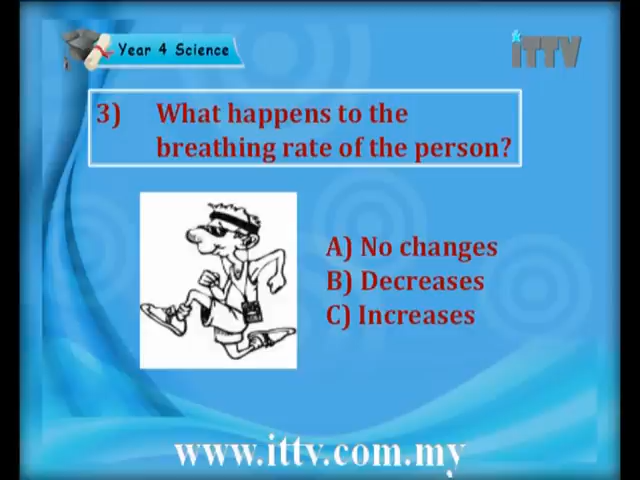 Year 4 Science
iTTV
3) What happens to the
breathing rate of the person?
A) No changes
B) Decreases
C) Increases
www.ittv.com.my